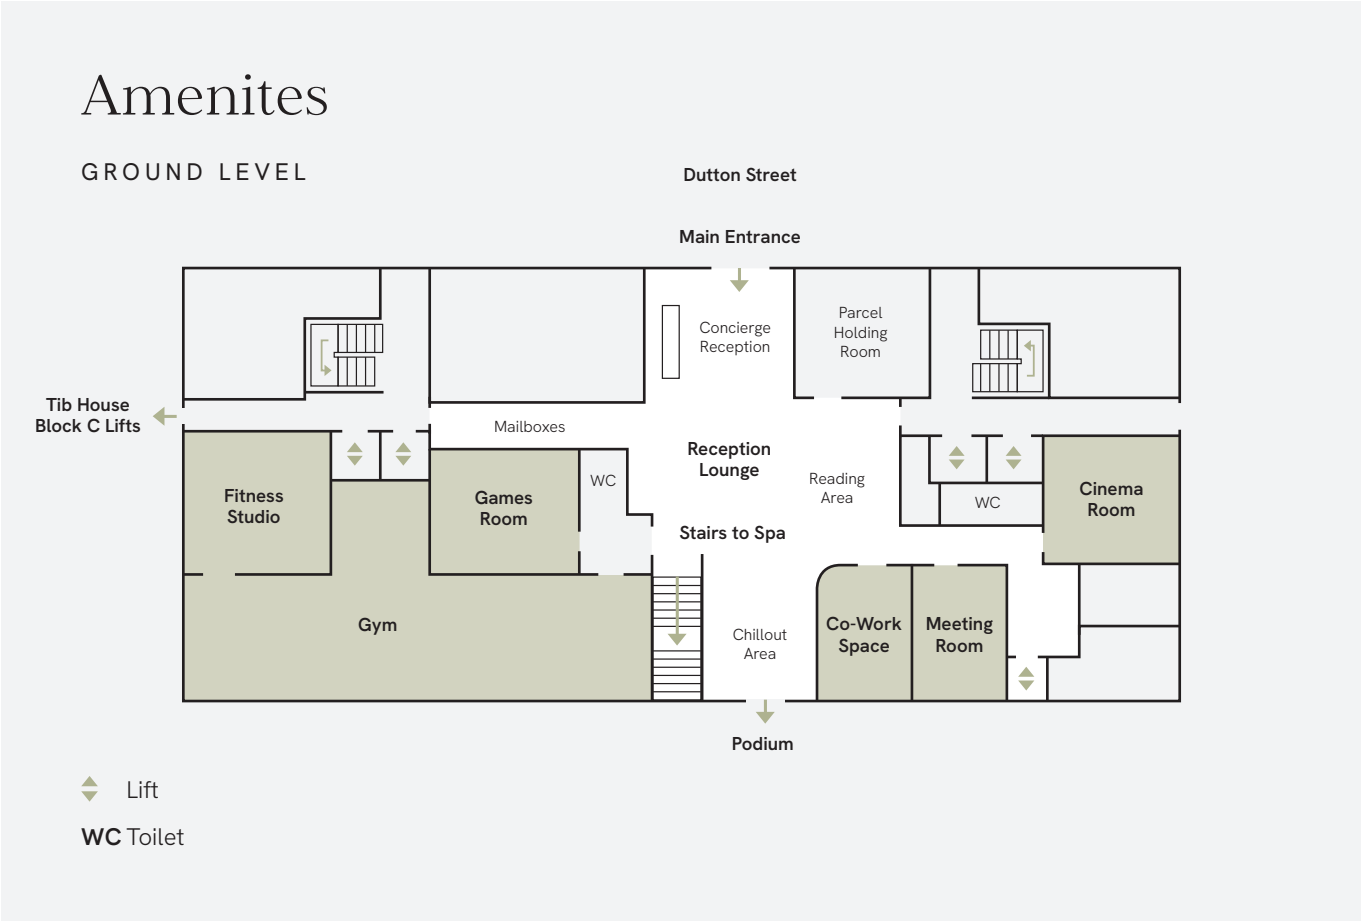 Amenites
GROUND LEVEL
Dutton Street
Main Entrance
Concierge
Reception
Parcel
Holding
Room
Tib House
Block C Lifts
Mailboxes
Reception
Lounge
Reading
Area
Fitness
Studio
Games
Room
WC
WC
Cinema
Room
Stairs to Spa
Gym
Chillout
Area
Co-Work
Space
Meeting
Room
Podium
Lift
WC Toilet